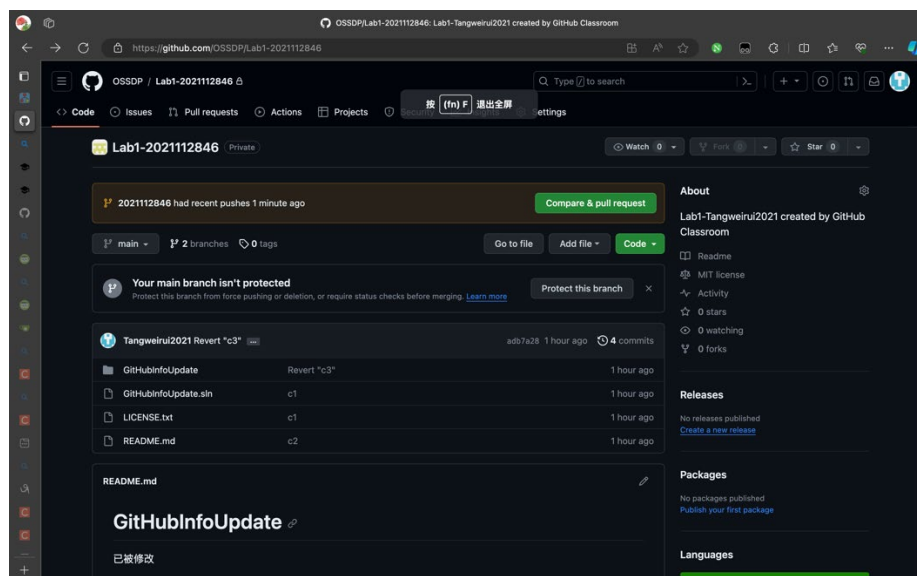 OSSDP/Lab1-2021112846: Lab1-Tangweirui2021 created by GitHub Classroom
https://github.com/OSSDP/Lab1-2021112846
OSSDP / Lab1-2021112846
Type / to search
Code Issues Pull requests Actions Projects Security Insights Settings
按 (fn) F 退出全屏
Lab1-2021112846 Private
Watch 0 Fork 0 Star 0
2021112846 had recent pushes 1 minute ago Compare & pull request
main 2 branches 0 tags Go to file Add file Code
Your main branch isn't protected
Protect this branch from force pushing or deletion, or require status checks before merging. Learn more
Protect this branch
Tangweirui2021 Revert "c3" ... adb7a28 1 hour ago 4 commits
GitHubInfoUpdate Revert "c3" 1 hour ago
GitHubInfoUpdate.sln c1 1 hour ago
LICENSE.txt c1 1 hour ago
README.md c2 1 hour ago
README.md
GitHubInfoUpdate
已被修改
About
Lab1-Tangweirui2021 created by GitHub
Classroom
Readme
MIT license
Activity
0 stars
0 watching
0 forks
Releases
No releases published
Create a new release
Packages
No packages published
Publish your first package
Languages